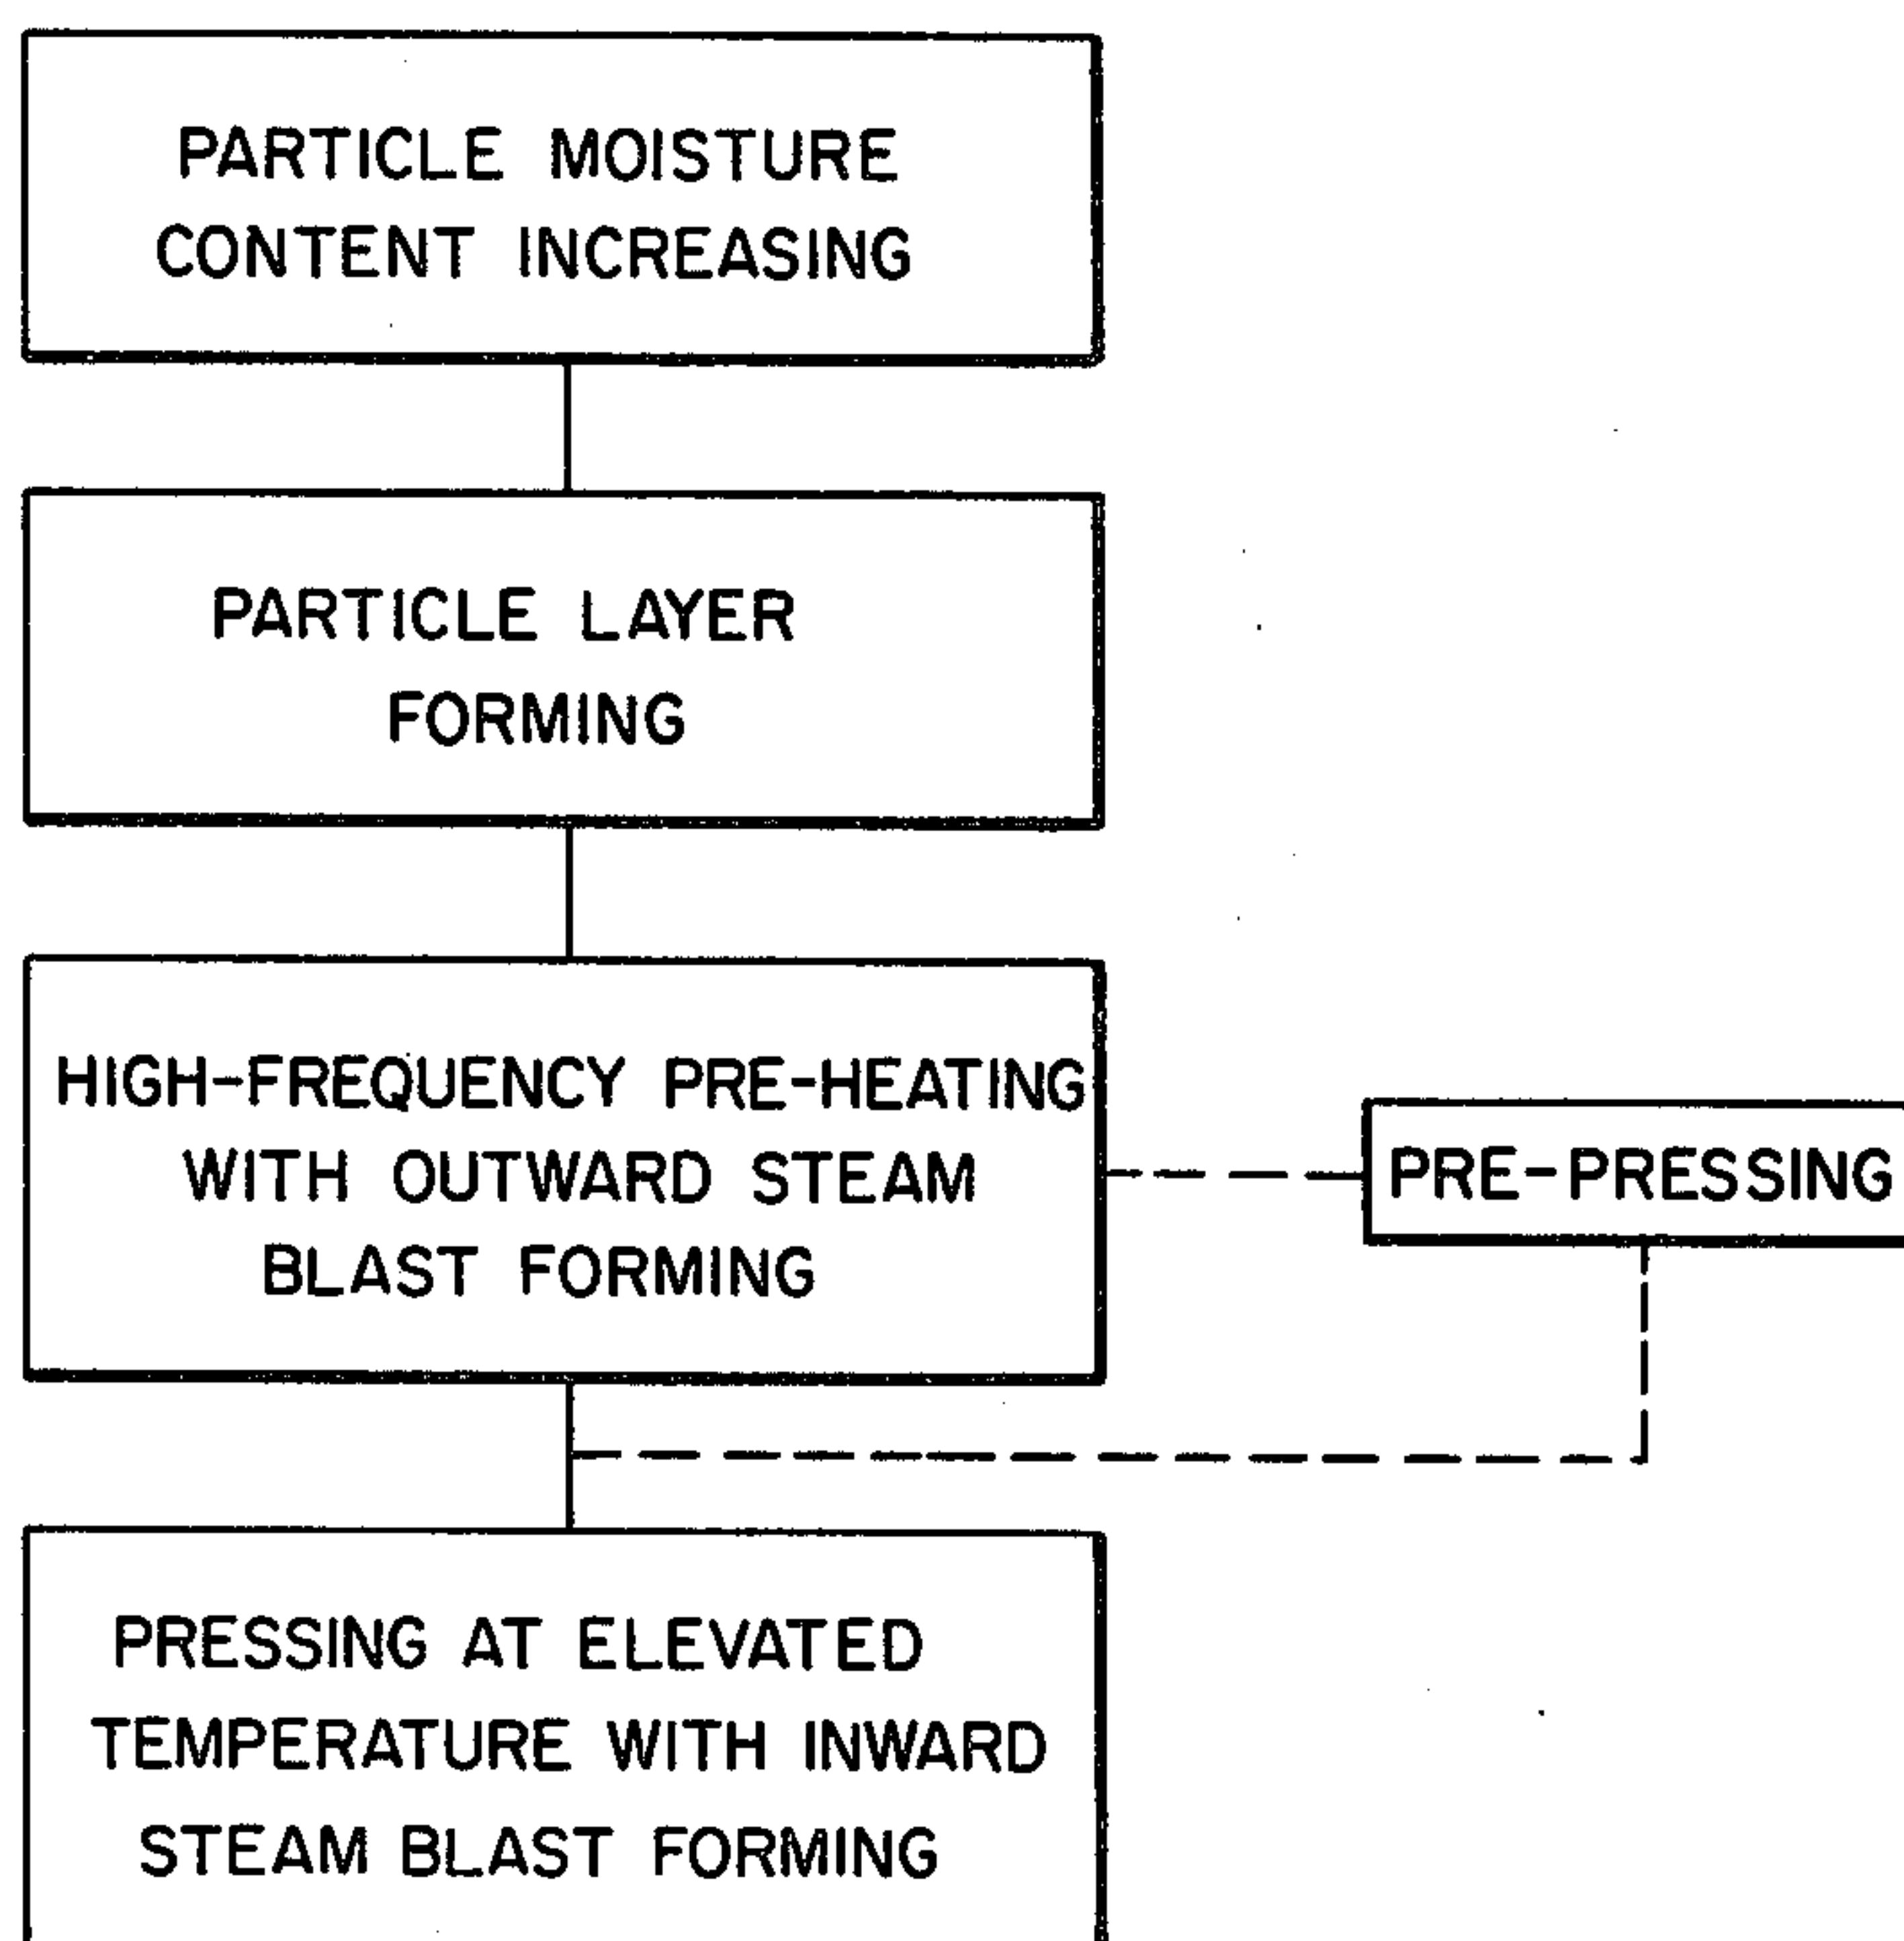 PARTICLE MOISTURE
CONTENT INCREASING
PARTICLE LAYER
FORMING
HIGH-FREQUENCY PRE-HEATING
WITH OUTWARD STEAM
BLAST FORMING
PRE-PRESSING
PRESSING AT ELEVATED
TEMPERATURE WITH INWARD
STEAM BLAST FORMING